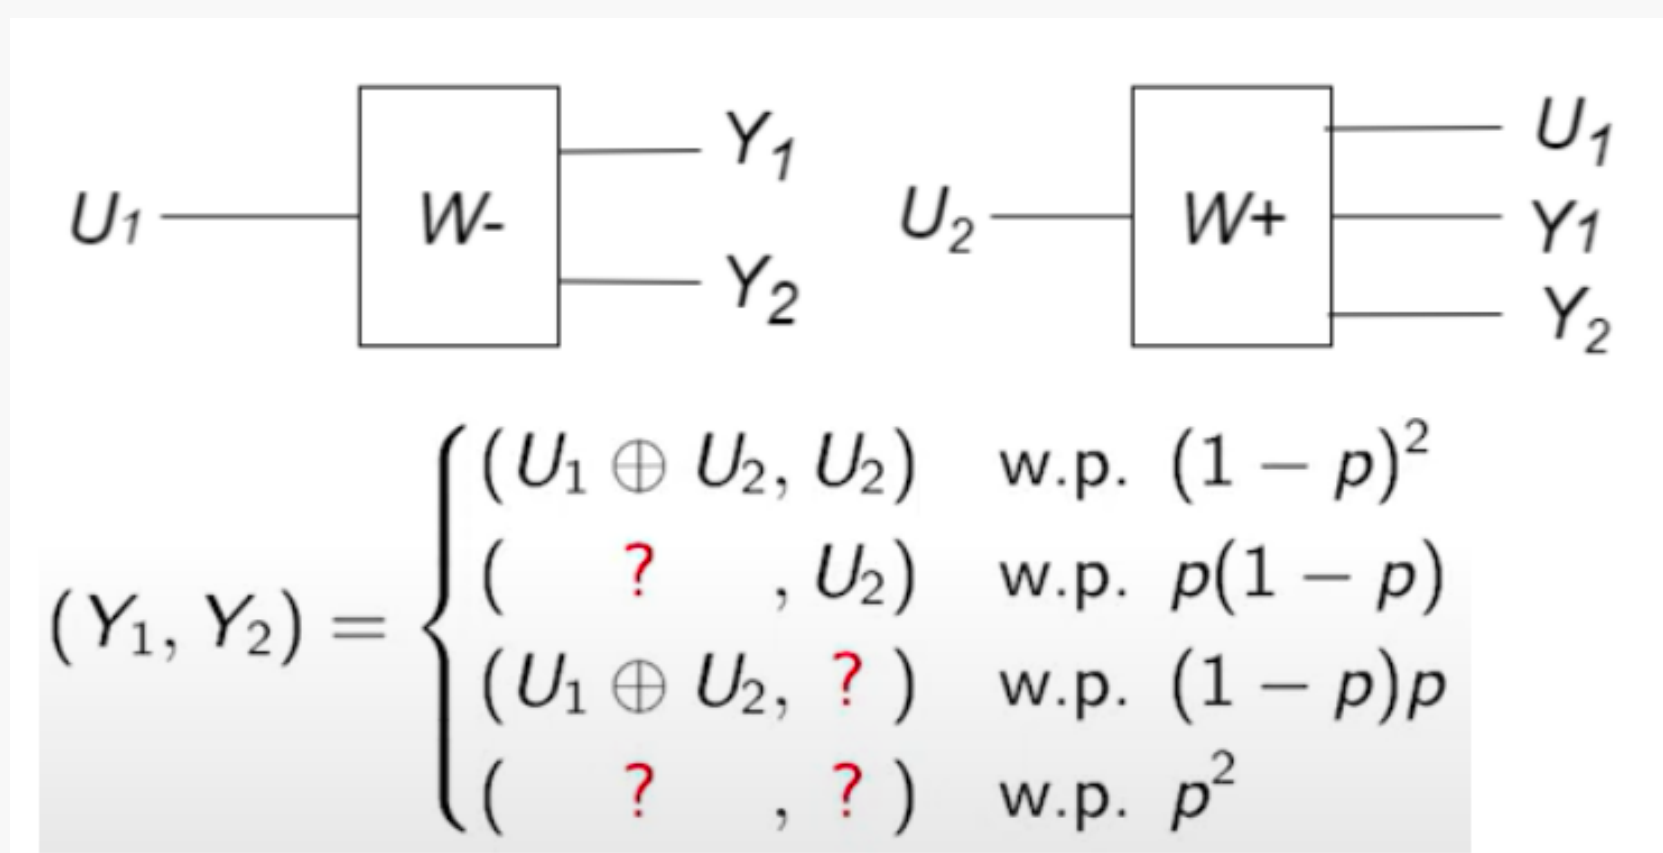 U₁ W- Y₁ Y₂ U₂ W+ U₁ Y₁ Y₂
(Y₁, Y₂) =
(U₁ ⊕ U₂, U₂) w.p. (1 − p)²
( ? , U₂) w.p. p(1 − p)
(U₁ ⊕ U₂, ? ) w.p. (1 − p)p
( ? , ? ) w.p. p²